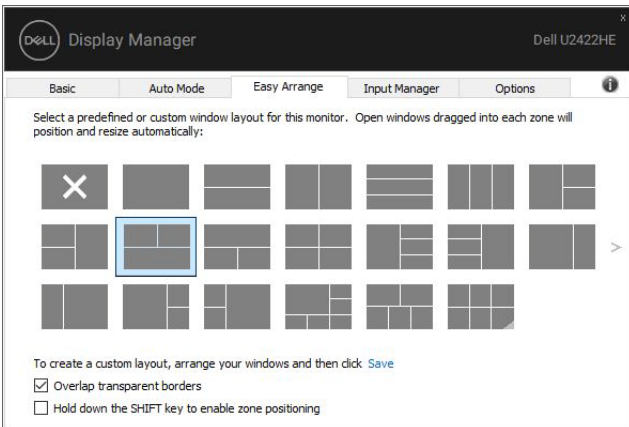 x
DELL Display Manager Dell U2422HE
Basic Auto Mode Easy Arrange Input Manager Options i
Select a predefined or custom window layout for this monitor. Open windows dragged into each zone will
position and resize automatically:
>
To create a custom layout, arrange your windows and then click Save
Overlap transparent borders
Hold down the SHIFT key to enable zone positioning